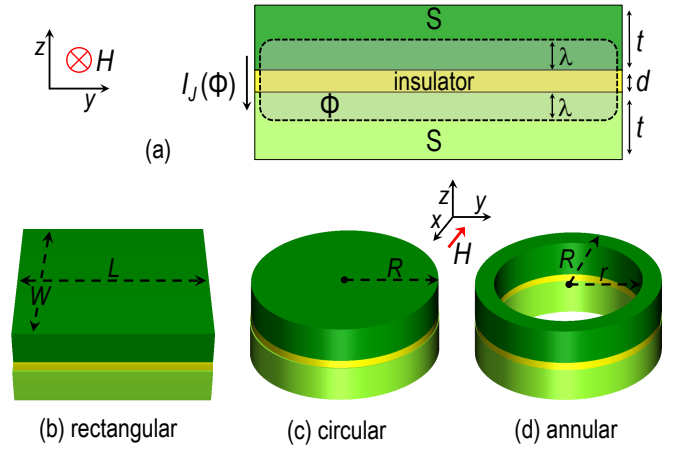 S
z
H
y
I_J(Φ)
λ
t
insulator
d
Φ
λ
t
S
(a)
z
y
x
H
L
W
R
R
r
(b) rectangular
(c) circular
(d) annular